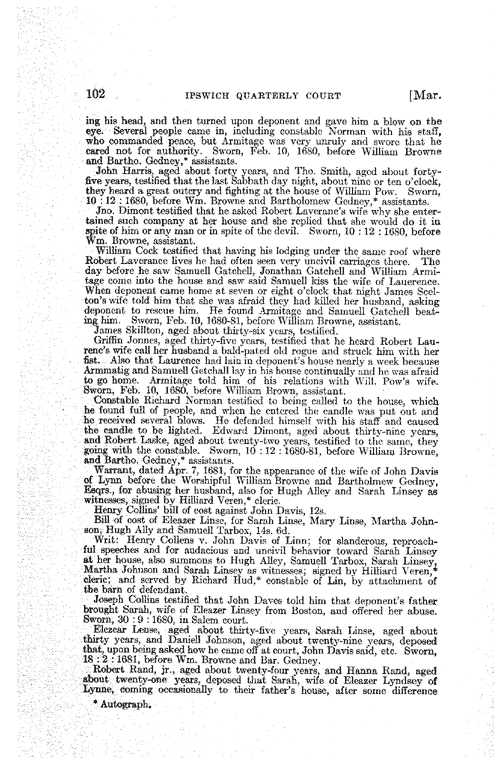 102 IPSWICH QUARTERLY COURT [Mar.
ing his head, and then turned upon deponent and gave him a blow on the
eye. Several people came in, including constable Norman with his staff,
who commanded peace, but Armitage was very unruly and swore that he
cared not for authority. Sworn, Feb. 10, 1680, before William Browne
and Bartho. Gedney,* assistants.
John Harris, aged about forty years, and Tho. Smith, aged about forty-
five years, testified that the last Sabbath day night, about nine or ten o'clock,
they heard a great outcry and fighting at the house of William Pow. Sworn,
10 : 12 : 1680, before Wm. Browne and Bartholomew Gedney,* assistants.
Jno. Dimont testified that he asked Robert Laveranc's wife why she enter-
tained such company at her house and she replied that she would do it in
spite of him or any man or in spite of the devil. Sworn, 10 : 12 : 1680, before
Wm. Browne, assistant.
William Cock testified that having his lodging under the same roof where
Robert Laverance lives he had often seen very uncivil carriages there. The
day before he saw Samuell Gatchell, Jonathan Gatchell and William Armi-
tage come into the house and saw said Samuell kiss the wife of Lauerence.
When deponent came home at seven or eight o'clock that night James Scel-
ton's wife told him that she was afraid they had killed her husband, asking
deponent to rescue him. He found Armitage and Samuell Gatchell beat-
ing him. Sworn, Feb. 10, 1680-81, before William Browne, assistant.
James Skillton, aged about thirty-six years, testified.
Griffin Jonnes, aged thirty-five years, testified that he heard Robert Lau-
renc's wife call her husband a bald-pated old rogue and struck him with her
fist. Also that Laurence had lain in deponent's house nearly a week because
Armmatig and Samuell Getchall lay in his house continually and he was afraid
to go home. Armitage told him of his relations with Will. Pow's wife.
Sworn, Feb. 10, 1680, before William Brown, assistant.
Constable Richard Norman testified to being called to the house, which
he found full of people, and when he entered the candle was put out and
he received several blows. He defended himself with his staff and caused
the candle to be lighted. Edward Dimont, aged about thirty-nine years,
and Robert Laske, aged about twenty-two years, testified to the same, they
going with the constable. Sworn, 10 : 12 : 1680-81, before William Browne,
and Bartho. Gedney,* assistants.
Warrant, dated Apr. 7, 1681, for the appearance of the wife of John Davis
of Lynn before the Worshipful William Browne and Bartholmew Gedney,
Esqrs., for abusing her husband, also for Hugh Alley and Sarah Linsey as
witnesses, signed by Hilliard Veren,* cleric.
Henry Collins' bill of cost against John Davis, 12s.
Bill of cost of Eleazer Linse, for Sarah Linse, Mary Linse, Martha John-
son, Hugh Ally and Samuell Tarbox, 14s. 6d.
Writ: Henry Collens v. John Davis of Linn; for slanderous, reproach-
ful speeches and for audacious and uncivil behavior toward Sarah Linsey
at her house, also summons to Hugh Alley, Samuell Tarbox, Sarah Linsey,
Martha Johnson and Sarah Linsey as witnesses; signed by Hilliard Veren,*
cleric; and served by Richard Hud,* constable of Lin, by attachment of
the barn of defendant.
Joseph Collins testified that John Daves told him that deponent's father
brought Sarah, wife of Eleazer Linsey from Boston, and offered her abuse.
Sworn, 30 : 9 : 1680, in Salem court.
Elezear Lense, aged about thirty-five years, Sarah Linse, aged about
thirty years, and Daniell Johnson, aged about twenty-nine years, deposed
that, upon being asked how he came off at court, John Davis said, etc. Sworn,
18 : 2 : 1681, before Wm. Browne and Bar. Gedney.
Robert Rand, jr., aged about twenty-four years, and Hanna Rand, aged
about twenty-one years, deposed that Sarah, wife of Eleazer Lyndsey of
Lynne, coming occasionally to their father's house, after some difference
* Autograph.